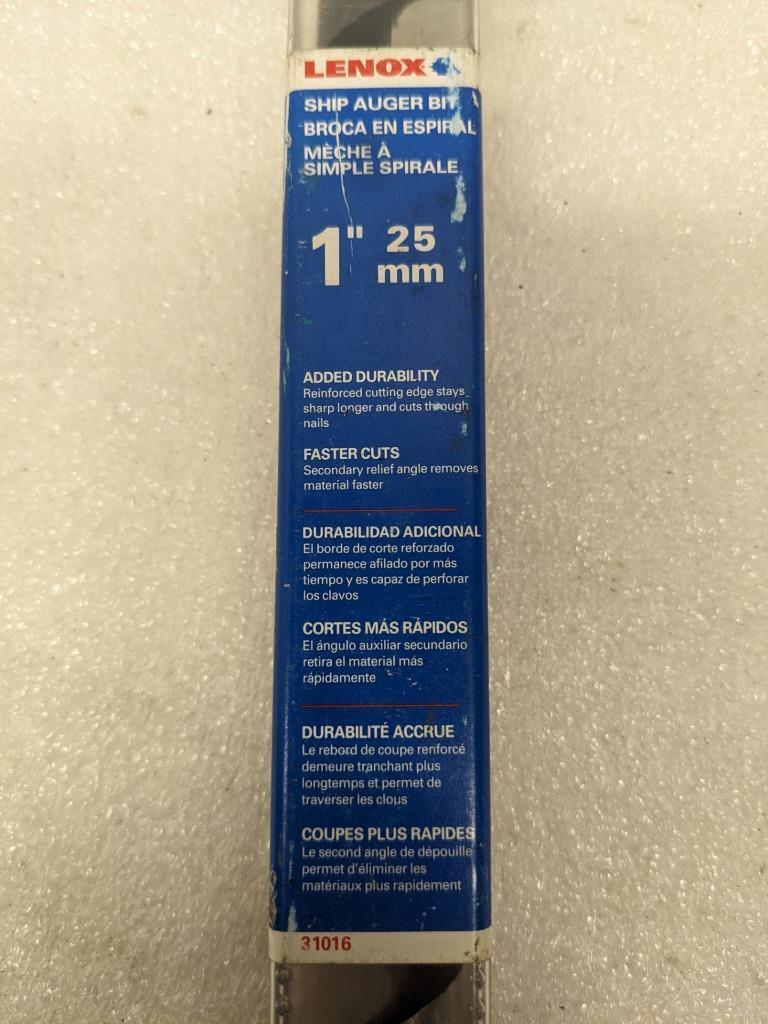 LENOX
SHIP AUGER BIT
BROCA EN ESPIRAL
MÈCHE À
SIMPLE SPIRALE
1" 25
mm
ADDED DURABILITY
Reinforced cutting edge stays
sharp longer and cuts through
nails
FASTER CUTS
Secondary relief angle removes
material faster
DURABILIDAD ADICIONAL
El borde de corte reforzado
permanece afilado por más
tiempo y es capaz de perforar
los clavos
CORTES MÁS RÁPIDOS
El ángulo auxiliar secundario
retira el material más
rápidamente
DURABILITÉ ACCRUE
Le rebord de coupe renforcé
demeure tranchant plus
longtemps et permet de
traverser les clous
COUPES PLUS RAPIDES
Le second angle de dépouille
permet d'éliminer les
matériaux plus rapidement
31016